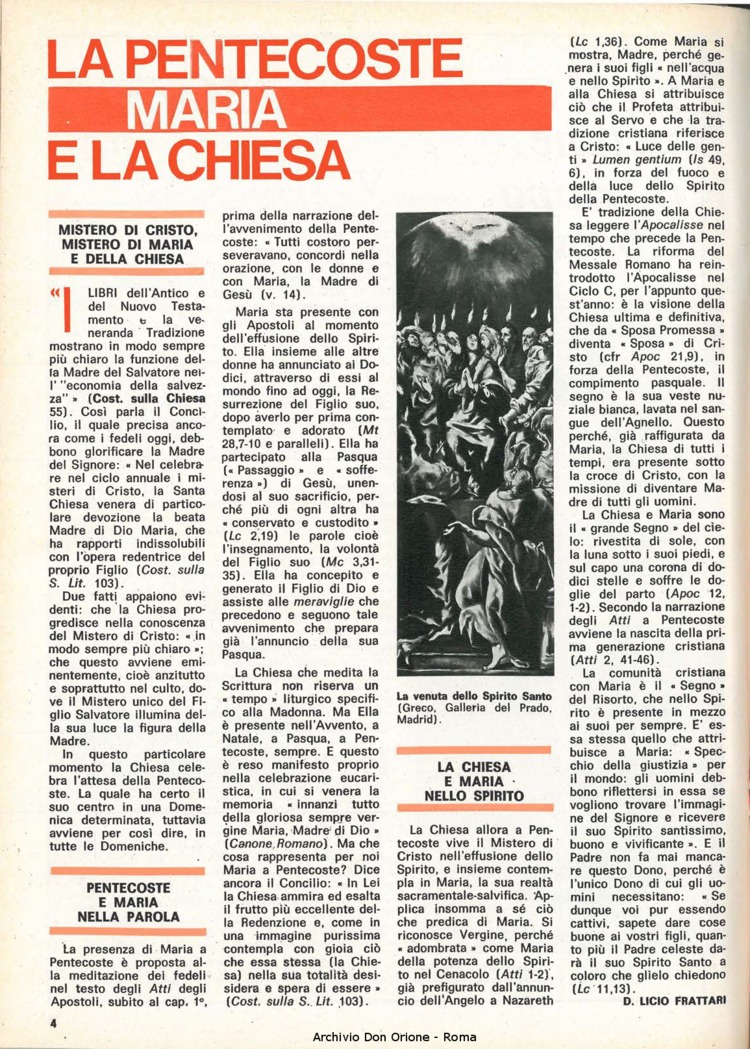 LA PENTECOSTE
MARIA
E LA CHIESA
MISTERO DI CRISTO,
MISTERO DI MARIA
E DELLA CHIESA
“I LIBRI dell'Antico e
del Nuovo Testa-
mento e la ve-
neranda Tradizione
mostrano in modo sempre
più chiaro la funzione del-
la Madre del Salvatore nel-
l'"economia della salvez-
za" » (Cost. sulla Chiesa
55). Così parla il Conci-
lio, il quale precisa anco-
ra come i fedeli oggi, deb-
bono glorificare la Madre
del Signore: « Nel celebra-
re nel ciclo annuale i mi-
steri di Cristo, la Santa
Chiesa venera di partico-
lare devozione la beata
Madre di Dio Maria, che
ha rapporti indissolubili
con l'opera redentrice del
proprio Figlio (Cost. sulla
S. Lit. 103).
Due fatti appaiono evi-
denti: che la Chiesa pro-
gredisce nella conoscenza
del Mistero di Cristo: « in
modo sempre più chiaro »;
che questo avviene emi-
nentemente, cioè anzitutto
e soprattutto nel culto, do-
ve il Mistero unico del Fi-
glio Salvatore illumina del-
la sua luce la figura della
Madre.
In questo particolare
momento la Chiesa cele-
bra l'attesa della Penteco-
ste. La quale ha certo il
suo centro in una Dome-
nica determinata, tuttavia
avviene per così dire, in
tutte le Domeniche.
PENTECOSTE
E MARIA
NELLA PAROLA
La presenza di Maria a
Pentecoste è proposta al-
la meditazione dei fedeli
nel testo degli Atti degli
Apostoli, subito al cap. 1°,
prima della narrazione del-
l'avvenimento della Pente-
coste: « Tutti costoro per-
severavano, concordi nella
orazione, con le donne e
con Maria, la Madre di
Gesù (v. 14).
Maria sta presente con
gli Apostoli al momento
dell'effusione dello Spiri-
to. Ella insieme alle altre
donne ha annunciato ai Do-
dici, attraverso di essi al
mondo fino ad oggi, la Re-
surrezione del Figlio suo,
dopo averlo per prima con-
templato e adorato (Mt
28,7-10 e paralleli). Ella ha
partecipato alla Pasqua
(« Passaggio » e « soffe-
renza ») di Gesù, unen-
dosi al suo sacrificio, per-
ché più di ogni altra ha
« conservato e custodito »
(Lc 2,19) le parole cioè
l'insegnamento, la volontà
del Figlio suo (Mc 3,31-
35). Ella ha concepito e
generato il Figlio di Dio e
assiste alle meraviglie che
precedono e seguono tale
avvenimento che prepara
già l'annuncio della sua
Pasqua.
La Chiesa che medita la
Scrittura non riserva un
« tempo » liturgico specifi-
co alla Madonna. Ma Ella
è presente nell'Avvento, a
Natale, a Pasqua, a Pen-
tecoste, sempre. E questo
è reso manifesto proprio
nella celebrazione eucari-
stica, in cui si venera la
memoria « innanzi tutto
della gloriosa sempre ver-
gine Maria, Madre di Dio »
(Canone Romano). Ma che
cosa rappresenta per noi
Maria a Pentecoste? Dice
ancora il Concilio: « In Lei
la Chiesa ammira ed esalta
il frutto più eccellente del-
la Redenzione e, come in
una immagine purissima
contempla con gioia ciò
che essa stessa (la Chie-
sa) nella sua totalità desi-
sidera e spera di essere »
(Cost. sulla S. Lit. 103).
La venuta dello Spirito Santo
(Greco, Galleria del Prado,
Madrid).
LA CHIESA
E MARIA
NELLO SPIRITO
La Chiesa allora a Pen-
tecoste vive il Mistero di
Cristo nell'effusione dello
Spirito, e insieme contem-
pla in Maria, la sua realtà
sacramentale-salvifica. Ap-
plica insomma a sé ciò
che predica di Maria. Si
riconosce Vergine, perché
« adombrata » come Maria
della potenza dello Spiri-
to nel Cenacolo (Atti 1-2),
già prefigurato dall'annun-
cio dell'Angelo a Nazareth
(Lc 1,36). Come Maria si
mostra, Madre, perché ge-
nera i suoi figli « nell'acqua
e nello Spirito ». A Maria e
alla Chiesa si attribuisce
ciò che il Profeta attribui-
sce al Servo e che la tra-
dizione cristiana riferisce
a Cristo: « Luce delle gen-
ti » Lumen gentium (Is 49,
6), in forza del fuoco e
della luce dello Spirito
della Pentecoste.
E' tradizione della Chie-
sa leggere l'Apocalisse nel
tempo che precede la Pen-
tecoste. La riforma del
Messale Romano ha rein-
trodotto l'Apocalisse nel
Ciclo C, per l'appunto que-
st'anno: è la visione della
Chiesa ultima e definitiva,
che da « Sposa Promessa »
diventa « Sposa » di Cri-
sto (cfr Apoc 21,9), in
forza della Pentecoste, il
compimento pasquale. Il
segno è la sua veste nu-
ziale bianca, lavata nel san-
gue dell'Agnello. Questo
perché, già raffigurata da
Maria, la Chiesa di tutti i
tempi, era presente sotto
la croce di Cristo, con la
missione di diventare Ma-
dre di tutti gli uomini.
La Chiesa e Maria sono
il « grande Segno » del cie-
lo: rivestita di sole, con
la luna sotto i suoi piedi, e
sul capo una corona di do-
dici stelle e soffre le do-
glie del parto (Apoc 12,
1-2). Secondo la narrazione
degli Atti a Pentecoste
avviene la nascita della pri-
ma generazione cristiana
(Atti 2, 41-46).
La comunità cristiana
con Maria è il « Segno »
del Risorto, che nello Spi-
rito è presente in mezzo
ai suoi per sempre. E' es-
sa stessa quello che attri-
buisce a Maria: « Spec-
chio della giustizia » per
il mondo: gli uomini deb-
bono riflettersi in essa se
vogliono trovare l'immagi-
ne del Signore e ricevere
il suo Spirito santissimo,
buono e vivificante ». E il
Padre non fa mai manca-
re questo Dono, perché è
l'unico Dono di cui gli uo-
mini necessitano: « Se
dunque voi pur essendo
cattivi, sapete dare cose
buone ai vostri figli, quan-
to più il Padre celeste da-
rà il suo Spirito Santo a
coloro che glielo chiedono
(Lc 11,13).
D. LICIO FRATTARI
4
Archivio Don Orione - Roma